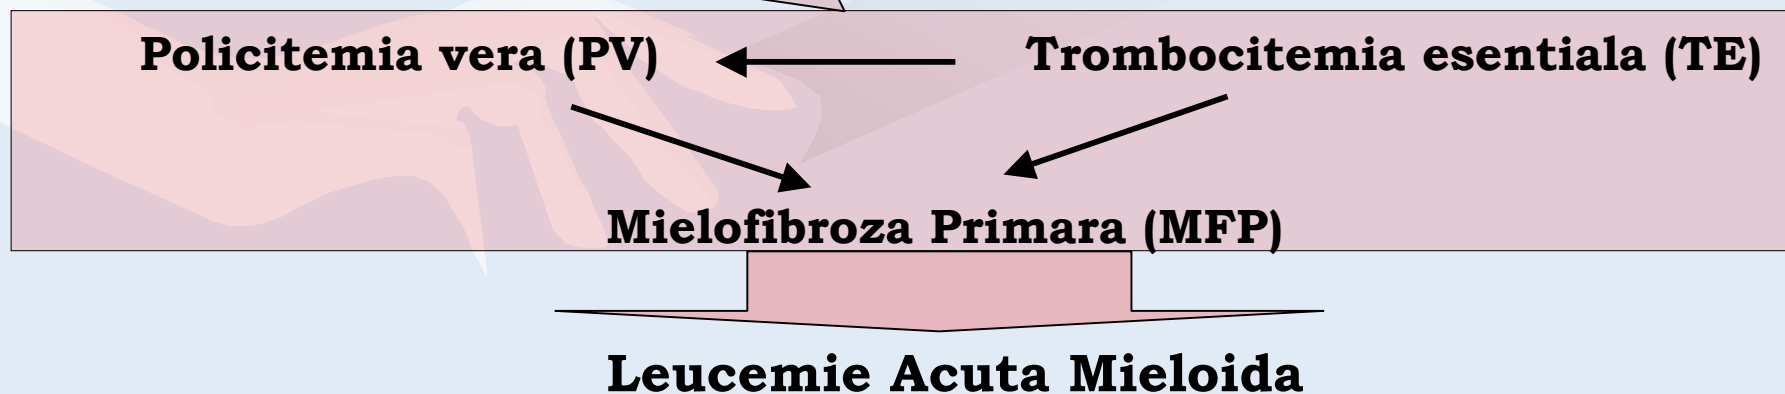 Policitemia vera (PV) Trombocitemia esentiala (TE)
Mielofibroza Primara (MFP)
Leucemie Acuta Mieloida